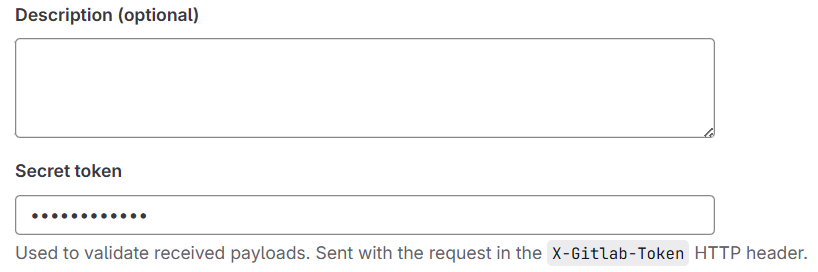 Description (optional)
Secret token
••••••••••••
Used to validate received payloads. Sent with the request in the X-Gitlab-Token HTTP header.